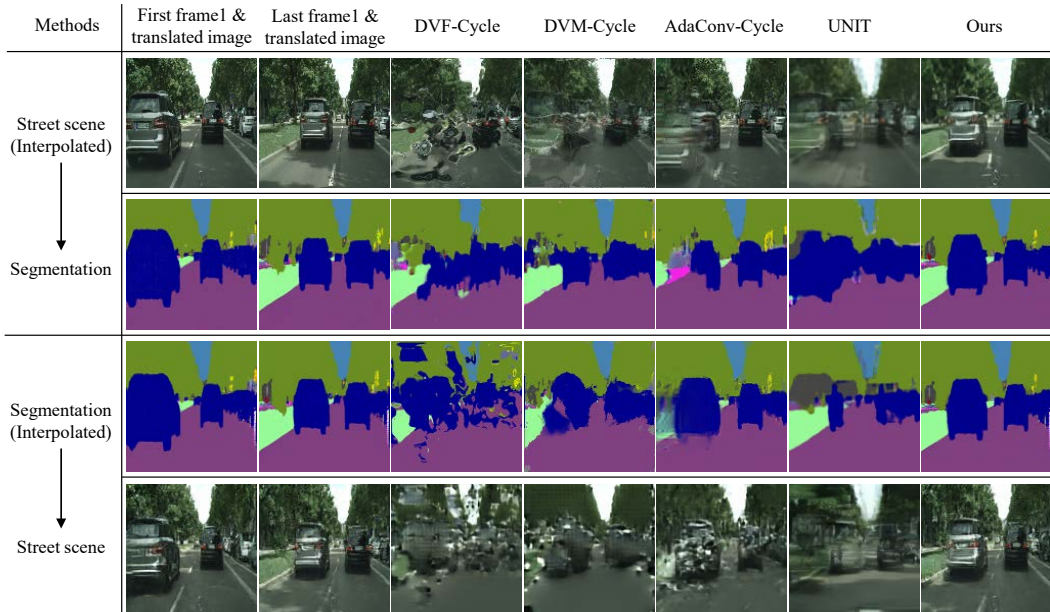 Methods
First frame1 &
translated image
Last frame1 &
translated image
DVF-Cycle
DVM-Cycle
AdaConv-Cycle
UNIT
Ours
Street scene
(Interpolated)
Segmentation
Segmentation
(Interpolated)
Street scene